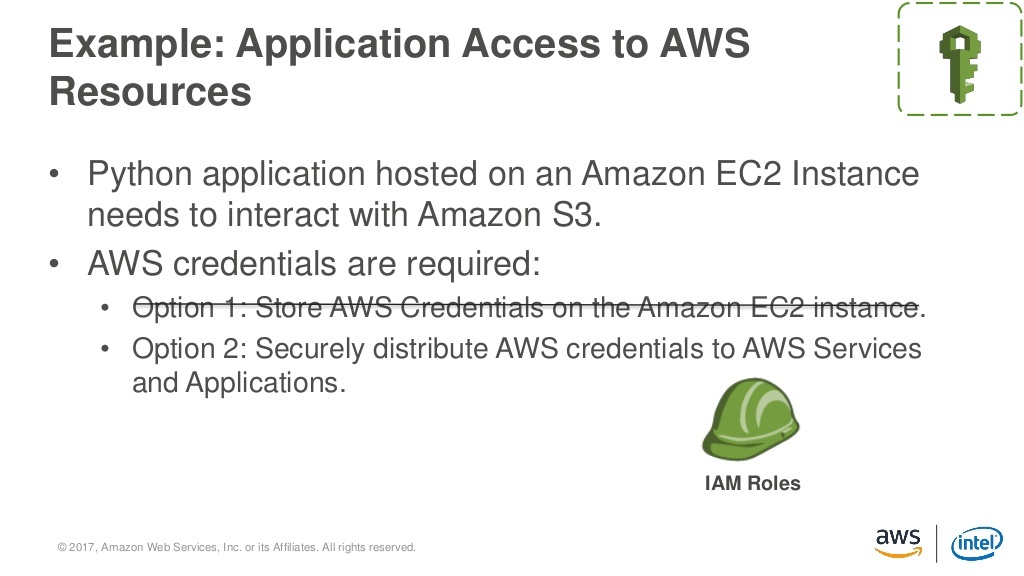 Example: Application Access to AWS
Resources
• Python application hosted on an Amazon EC2 Instance
needs to interact with Amazon S3.
• AWS credentials are required:
• Option 1: Store AWS Credentials on the Amazon EC2 instance.
• Option 2: Securely distribute AWS credentials to AWS Services
and Applications.
IAM Roles
© 2017, Amazon Web Services, Inc. or its Affiliates. All rights reserved.
aws
intel